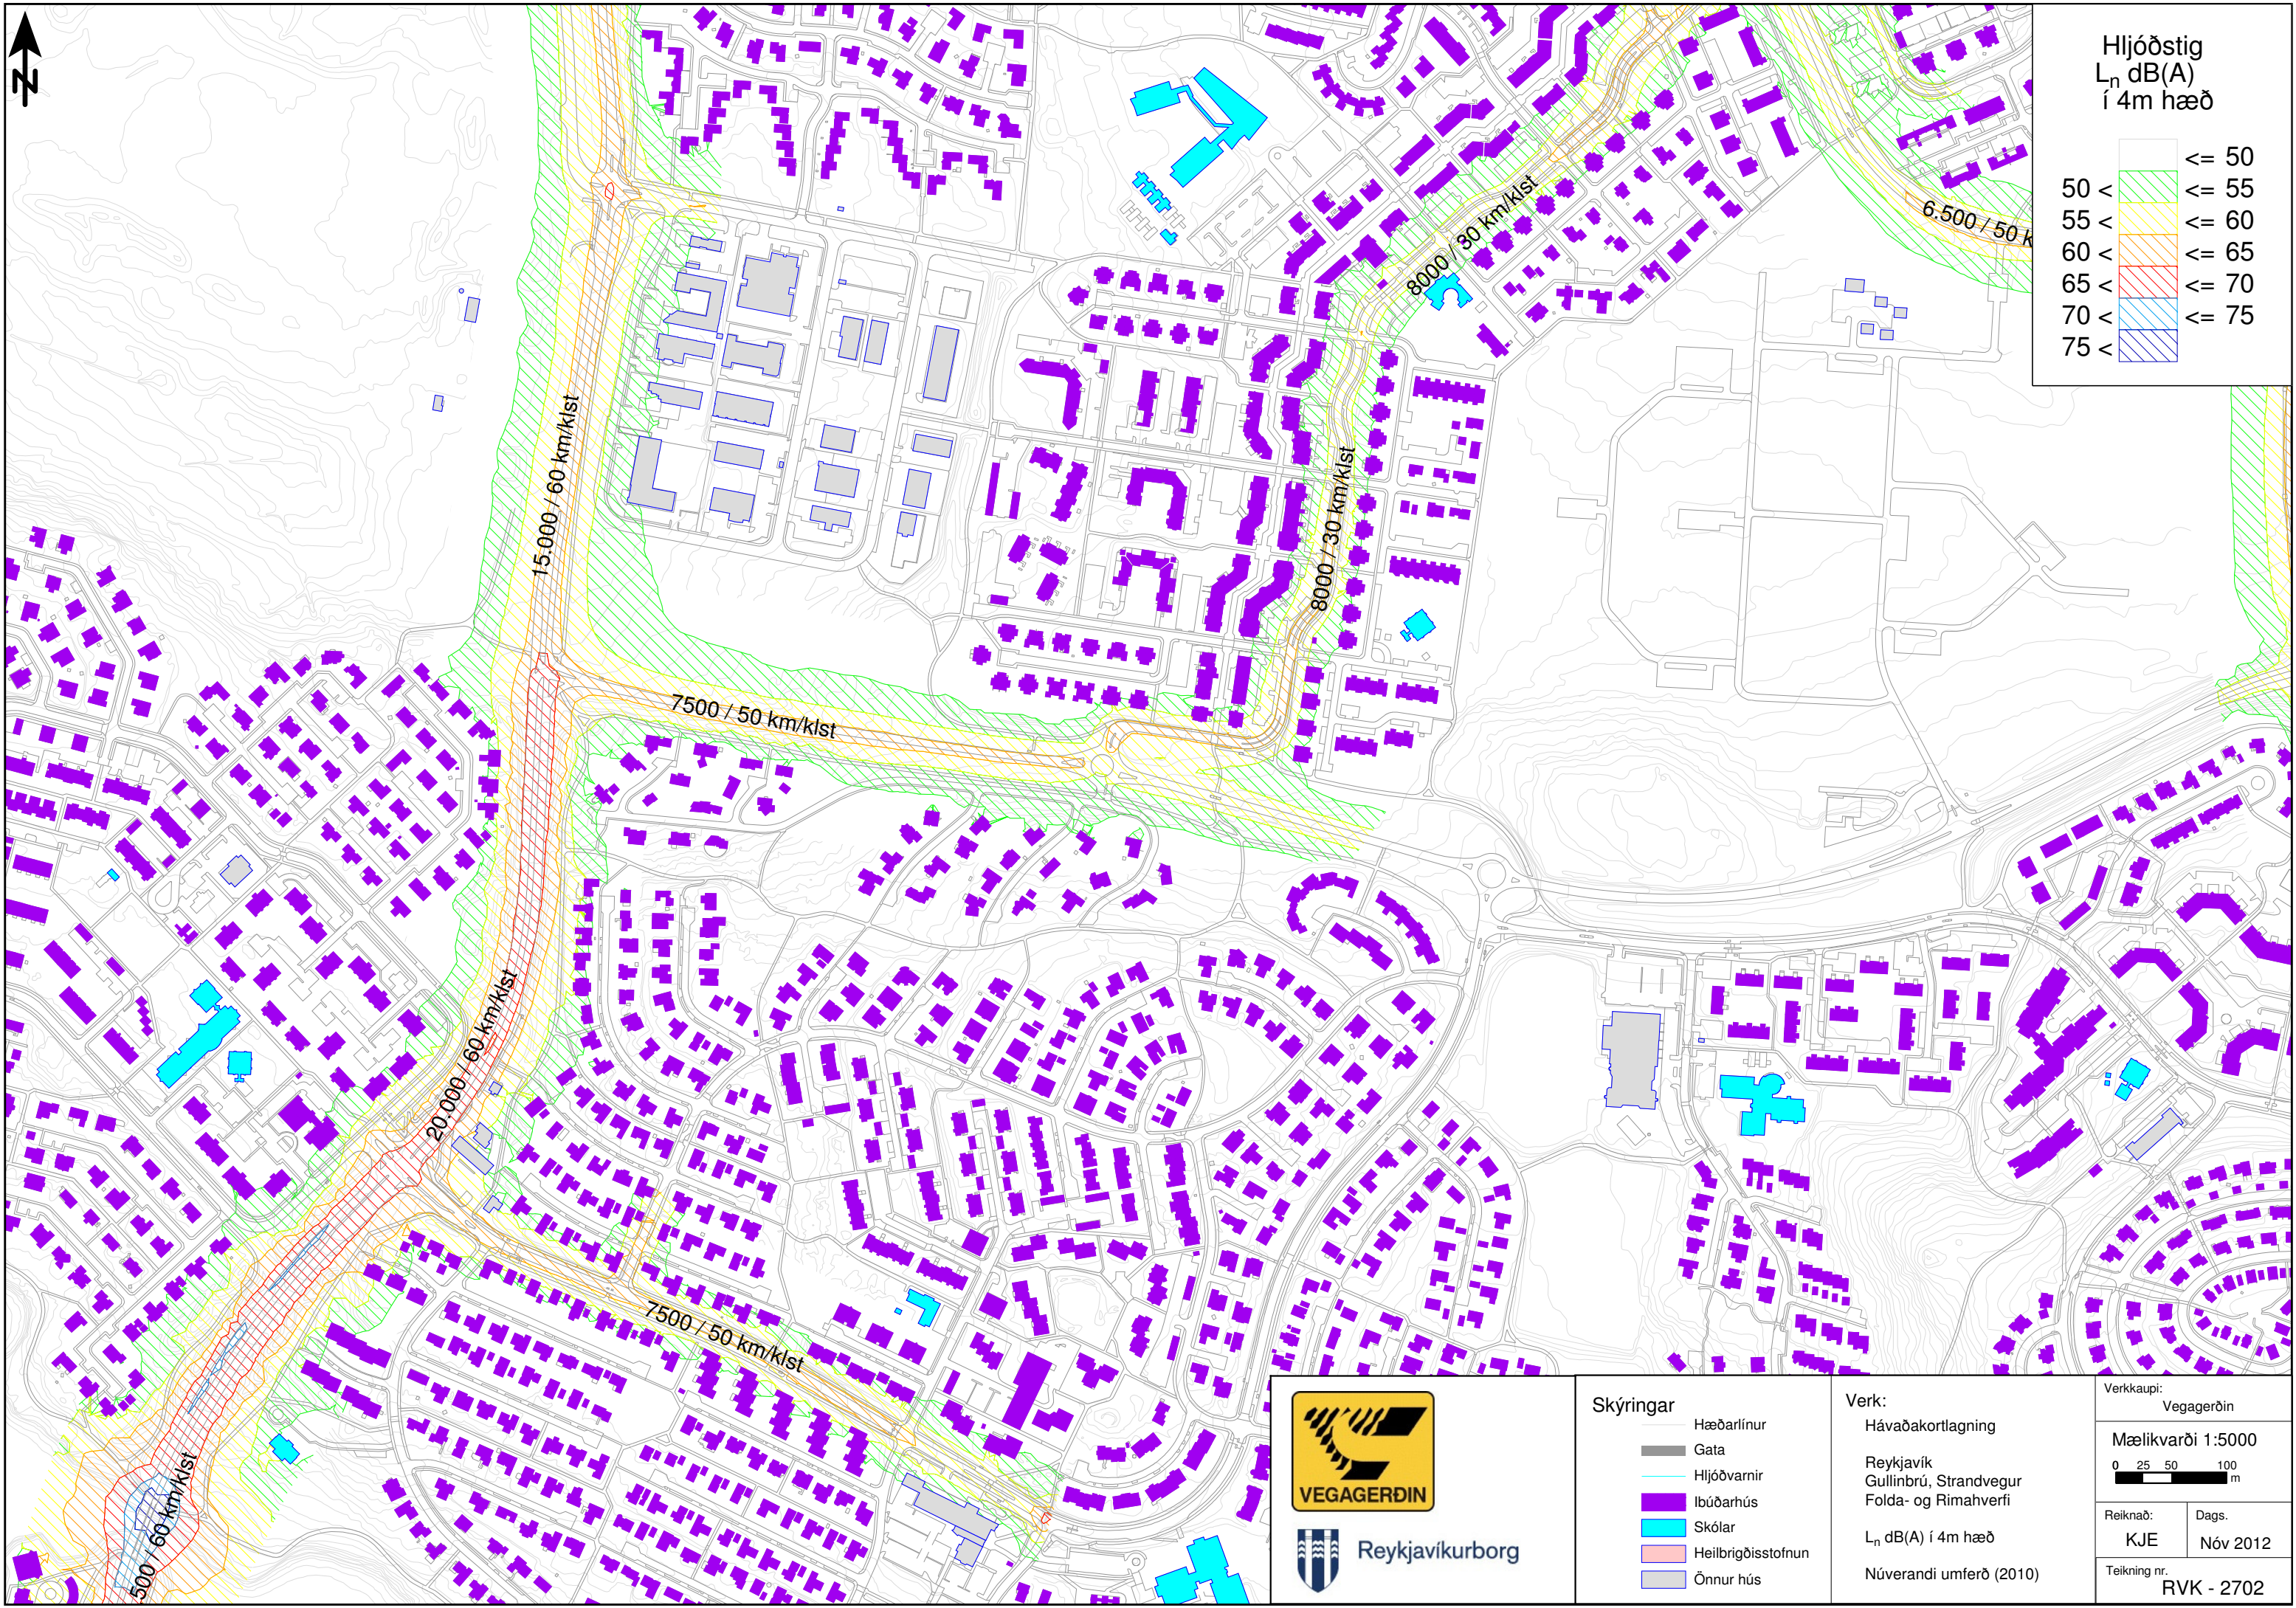 N
Hljóðstig
Ln dB(A)
í 4m hæð
<= 50
50 < <= 55
55 < <= 60
60 < <= 65
65 < <= 70
70 < <= 75
75 <
6.500 / 50 k
8000 / 30 km/klst
15.000 / 60 km/klst
8000 / 30 km/klst
7500 / 50 km/klst
20.000 / 60 km/klst
7500 / 50 km/klst
500 / 60 km/klst
VEGAGERÐIN
Reykjavíkurborg
Skýringar
Hæðarlínur
Gata
Hljóðvarnir
Ibúðarhús
Skólar
Heilbrigðisstofnun
Önnur hús
Verk:
Hávaðakortlagning
Reykjavík
Gullinbrú, Strandvegur
Folda- og Rimahverfi
Ln dB(A) í 4m hæð
Núverandi umferð (2010)
Verkkaupi:
Vegagerðin
Mælikvarði 1:5000
0 25 50 100
m
Reiknað:
KJE
Dags.
Nóv 2012
Teikning nr.
RVK - 2702